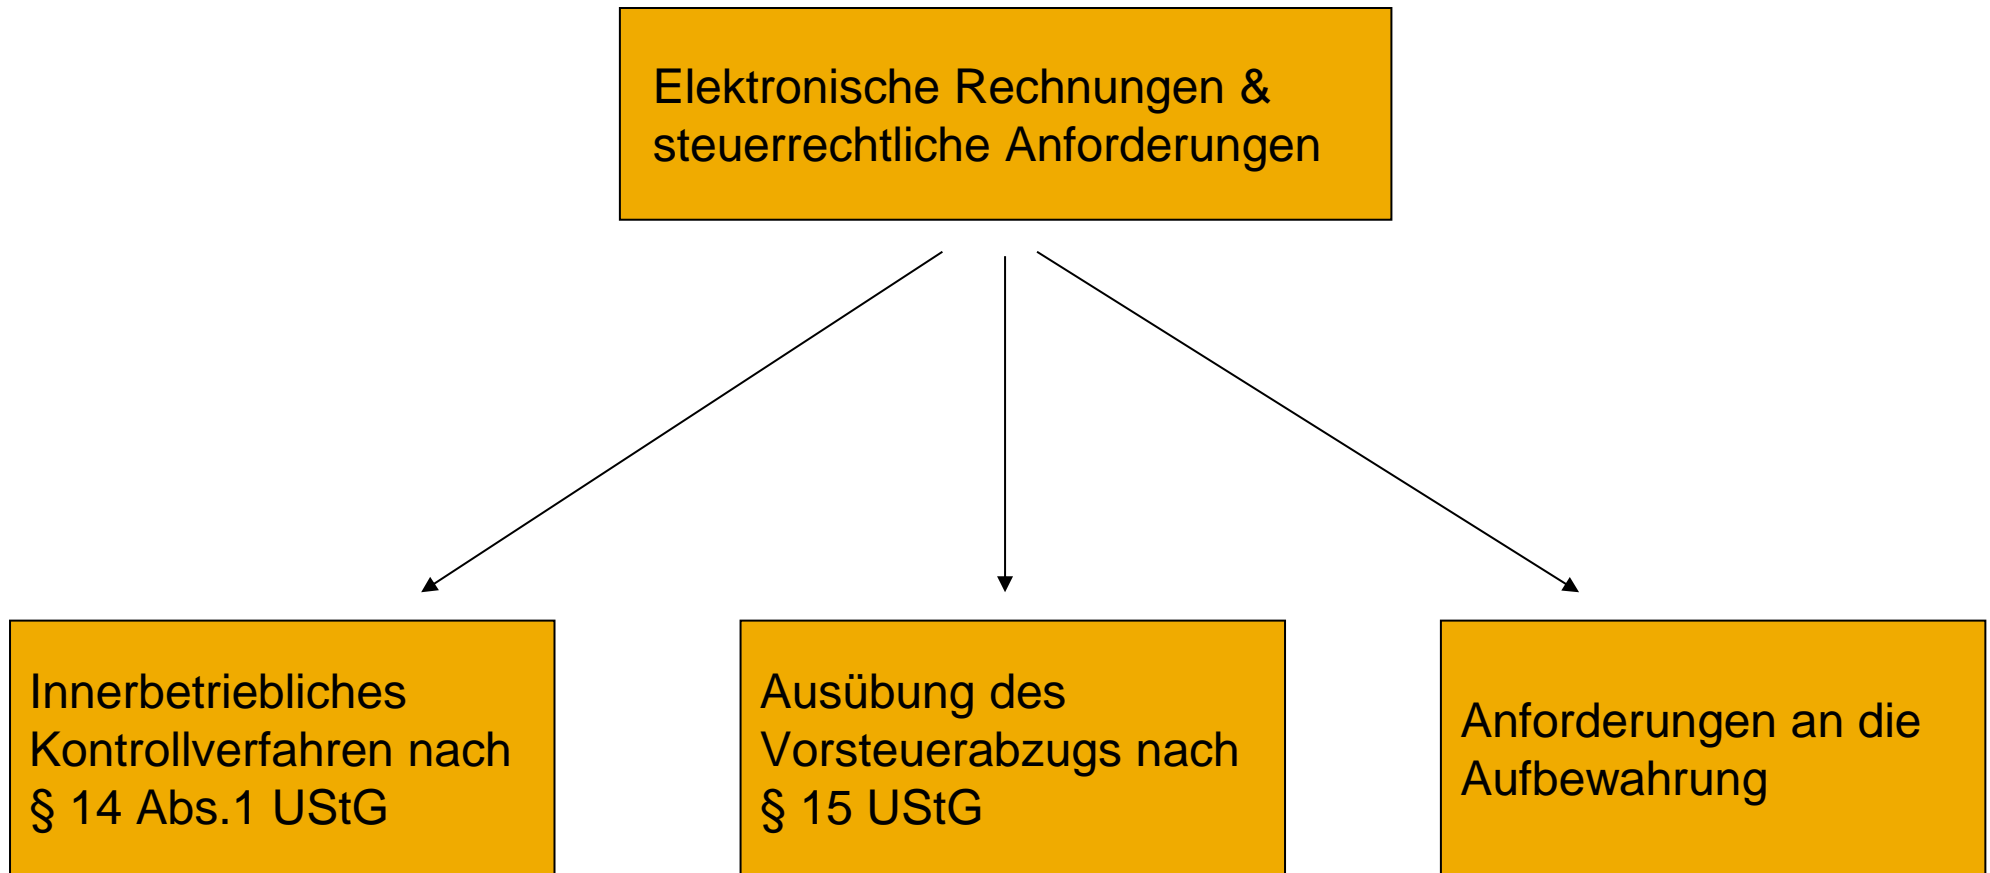 Elektronische Rechnungen &
steuerrechtliche Anforderungen
Innerbetriebliches
Kontrollverfahren nach
§ 14 Abs.1 UStG
Ausübung des
Vorsteuerabzugs nach
§ 15 UStG
Anforderungen an die
Aufbewahrung